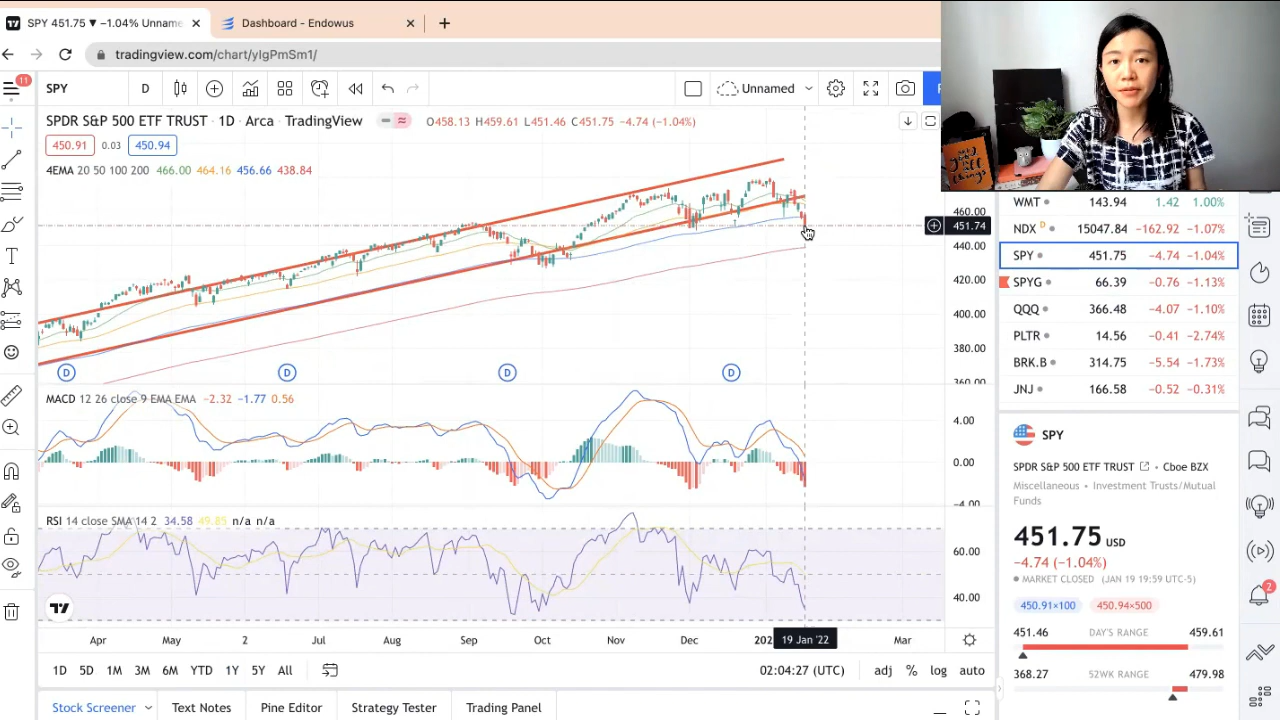 SPY 451.75 ▼ −1.04% Unname
Dashboard - Endowus
tradingview.com/chart/yIgPmSm1/
11
SPY
D
Unnamed
SPDR S&P 500 ETF TRUST · 1D · Arca · TradingView
O458.13 H459.61 L451.46 C451.75 −4.74 (−1.04%)
450.91
0.03
450.94
4EMA 20 50 100 200 466.00 464.16 456.66 438.84
460.00
451.74
440.00
420.00
400.00
380.00
360.00
D
D
D
D
MACD 12 26 close 9 EMA EMA −2.32 −1.77 0.56
4.00
0.00
−4.00
RSI 14 close SMA 14 2 34.58 49.85 n/a n/a
60.00
40.00
Apr
May
2
Jul
Aug
Sep
Oct
Nov
Dec
202
19 Jan '22
Mar
1D 5D 1M 3M 6M YTD 1Y 5Y All
02:04:27 (UTC)
adj % log auto
Stock Screener
Text Notes
Pine Editor
Strategy Tester
Trading Panel
WMT 143.94 1.42 1.00%
NDX D 15047.84 −162.92 −1.07%
SPY 451.75 −4.74 −1.04%
SPYG 66.39 −0.76 −1.13%
QQQ 366.48 −4.07 −1.10%
PLTR 14.56 −0.41 −2.74%
BRK.B 314.75 −5.54 −1.73%
JNJ 166.58 −0.52 −0.31%
SPY
SPDR S&P 500 ETF TRUST · Cboe BZX
Miscellaneous · Investment Trusts/Mutual
Funds
451.75 USD
−4.74 (−1.04%)
MARKET CLOSED (JAN 19 19:59 UTC-5)
450.91×100
450.94×500
451.46 DAY'S RANGE 459.61
368.27 52WK RANGE 479.98
2